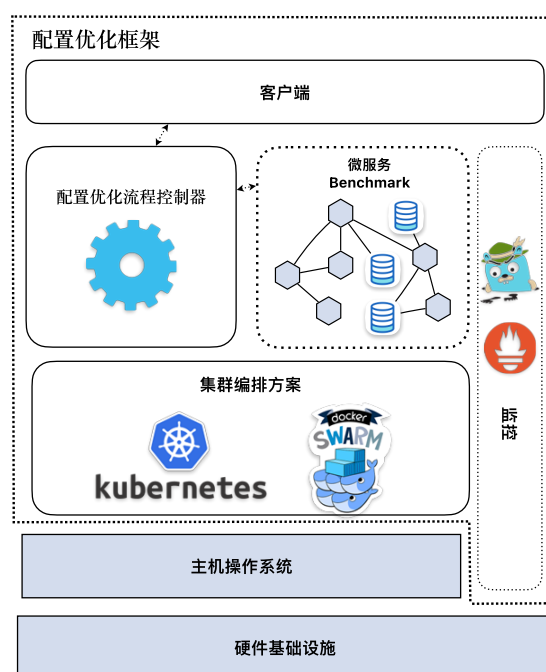 配置优化框架
客户端
配置优化流程控制器
微服务
Benchmark
集群编排方案
kubernetes
docker
SWARM
监控
主机操作系统
硬件基础设施